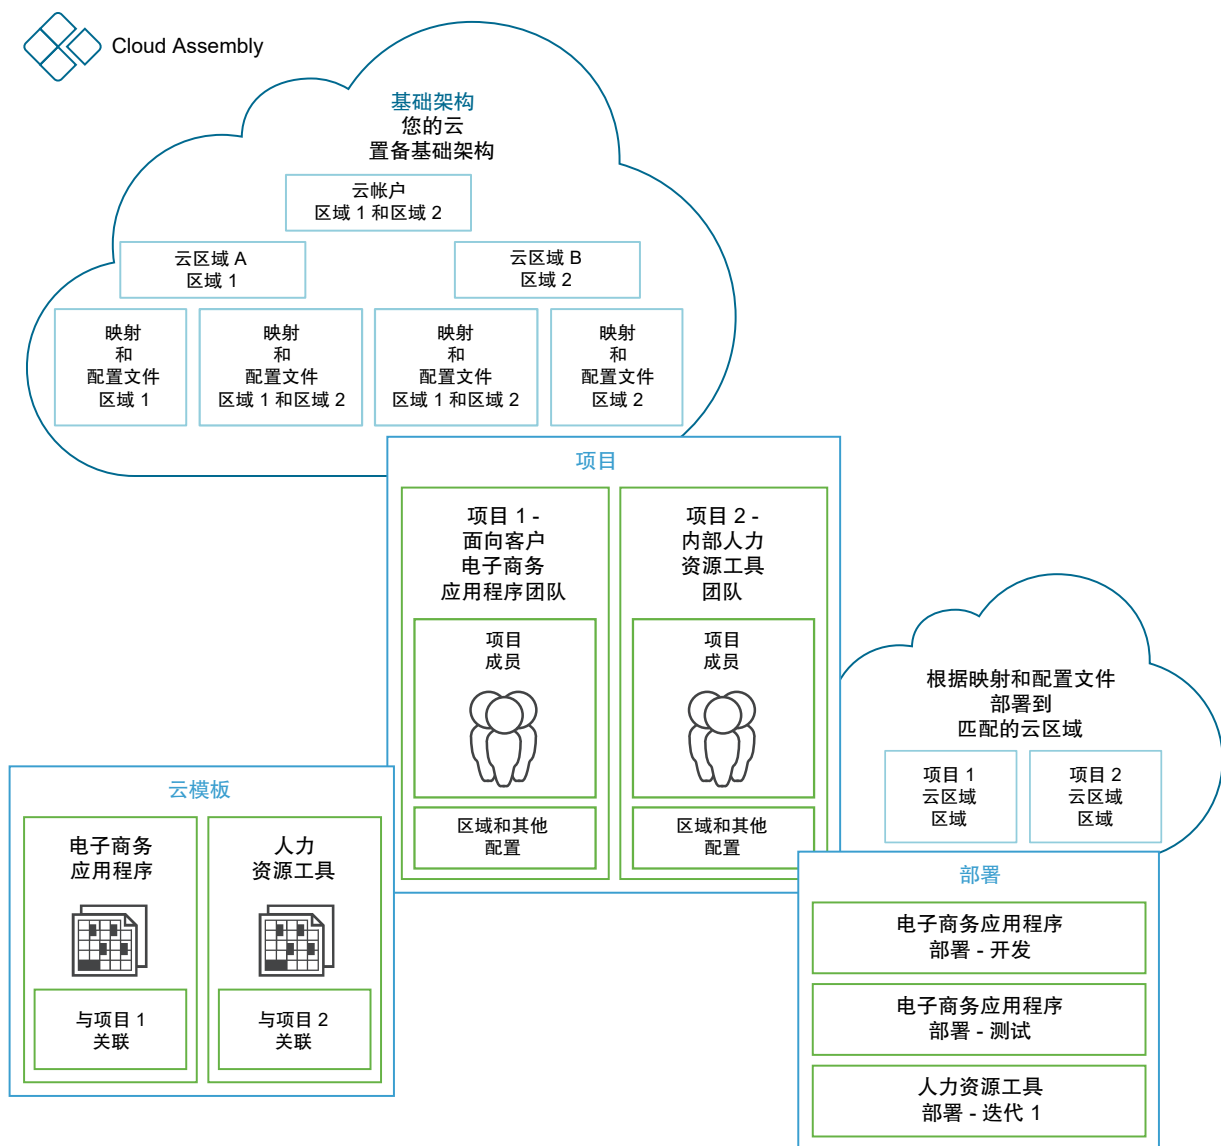 Cloud Assembly
基础架构
您的云
置备基础架构
云帐户
区域 1 和区域 2
云区域 A
区域 1
云区域 B
区域 2
映射
和
配置文件
区域 1
映射
和
配置文件
区域 1 和区域 2
映射
和
配置文件
区域 1 和区域 2
映射
和
配置文件
区域 2
项目
项目 1 -
面向客户
电子商务
应用程序团队
项目
成员
区域和其他
配置
项目 2 -
内部人力
资源工具
团队
项目
成员
区域和其他
配置
云模板
电子商务
应用程序
与项目 1
关联
人力
资源工具
与项目 2
关联
根据映射和配置文件
部署到
匹配的云区域
项目 1
云区域
区域
项目 2
云区域
区域
部署
电子商务应用程序
部署 - 开发
电子商务应用程序
部署 - 测试
人力资源工具
部署 - 迭代 1